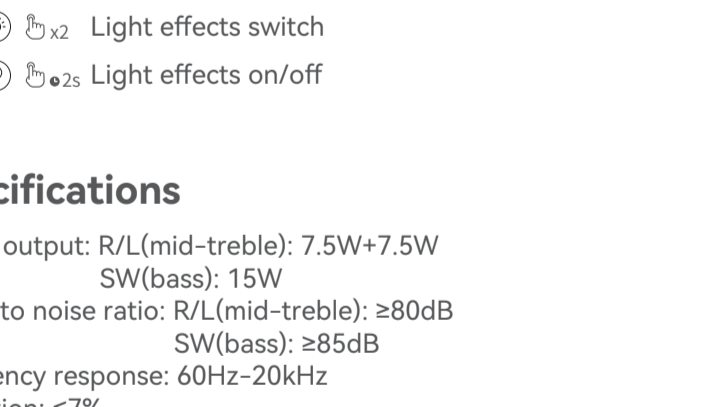 x2 Light effects switch
2s Light effects on/off
cifications
output: R/L(mid-treble): 7.5W+7.5W
SW(bass): 15W
to noise ratio: R/L(mid-treble): ≥80dB
SW(bass): ≥85dB
ency response: 60Hz-20kHz